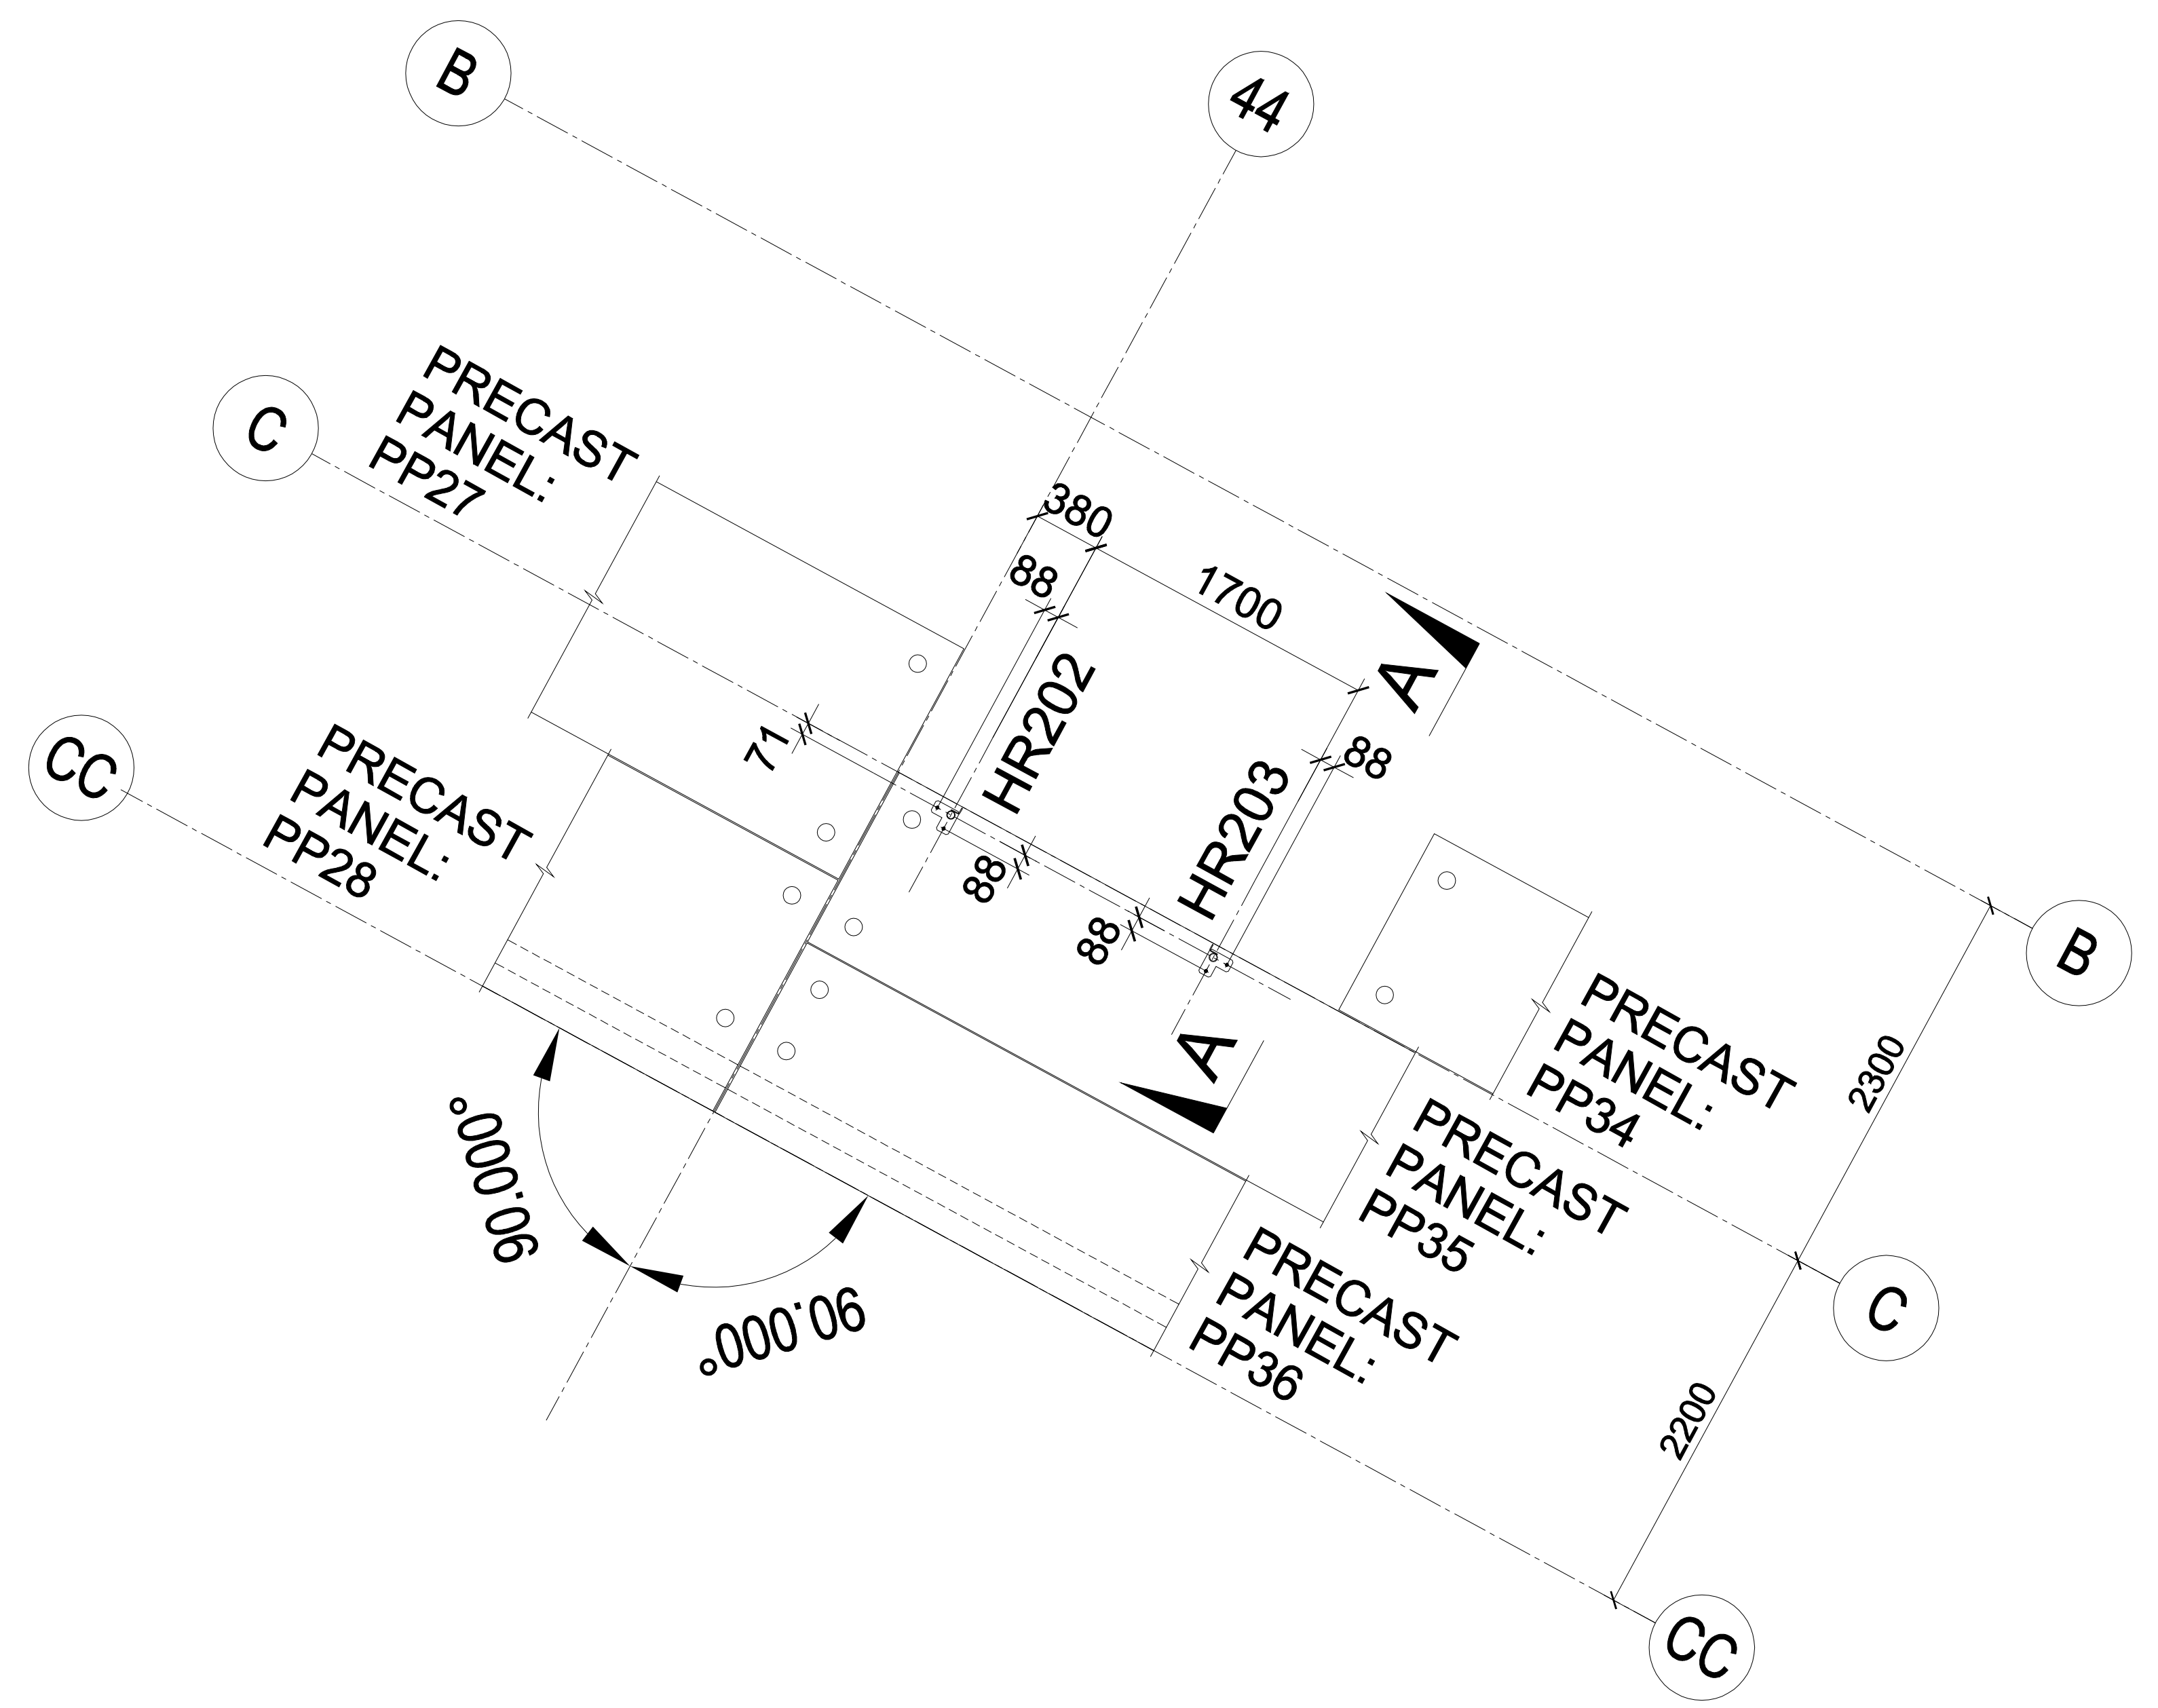 B
44
C
PRECAST
PANEL:
PP27
380
88
1700
A
HR202
71
CC
PRECAST
PANEL:
PP28
88
HR203
88
88
B
A
PRECAST
PANEL:
PP34
2300
PRECAST
PANEL:
PP35
90.000°
90.000°
PRECAST
PANEL:
PP36
C
2200
CC